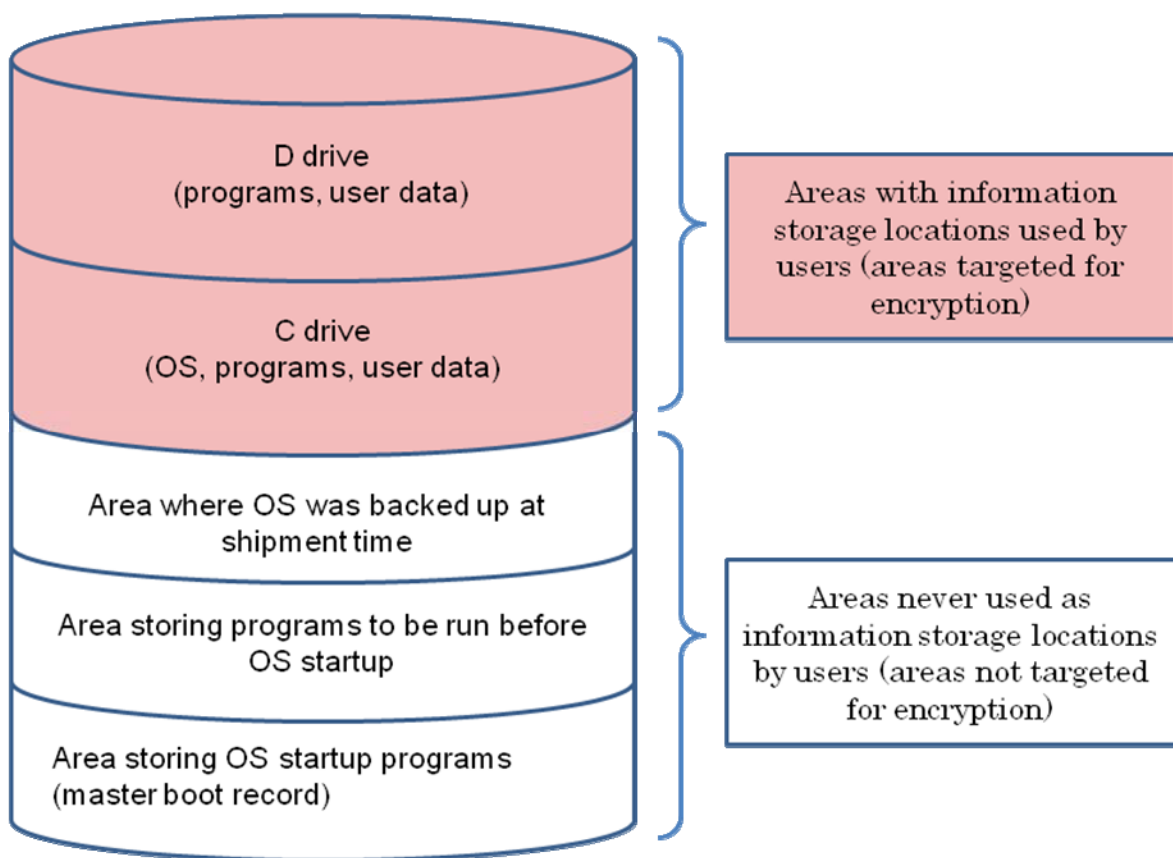 D drive
(programs, user data)
Areas with information
storage locations used by
users (areas targeted for
encryption)
C drive
(OS, programs, user data)
Area where OS was backed up at
shipment time
Area storing programs to be run before
OS startup
Areas never used as
information storage locations
by users (areas not targeted
for encryption)
Area storing OS startup programs
(master boot record)